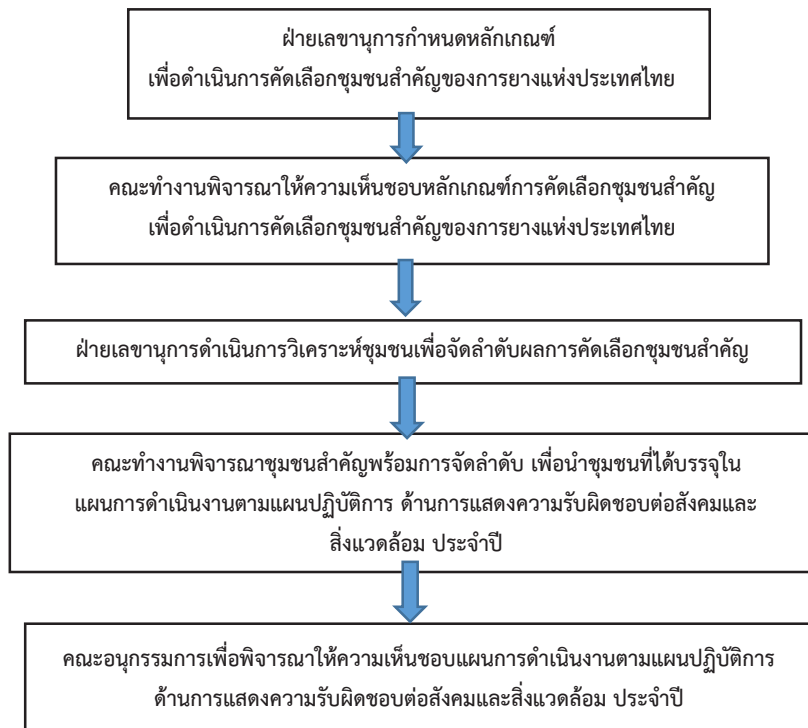 ฝ่ายเลขานุการกำหนดหลักเกณฑ์
เพื่อดำเนินการคัดเลือกชุมชนสำคัญของการยางแห่งประเทศไทย
คณะทำงานพิจารณาให้ความเห็นชอบหลักเกณฑ์การคัดเลือกชุมชนสำคัญ
เพื่อดำเนินการคัดเลือกชุมชนสำคัญของการยางแห่งประเทศไทย
ฝ่ายเลขานุการดำเนินการวิเคราะห์ชุมชนเพื่อจัดลำดับผลการคัดเลือกชุมชนสำคัญ
คณะทำงานพิจารณาชุมชนสำคัญพร้อมการจัดลำดับ เพื่อนำชุมชนที่ได้บรรจุใน
แผนการดำเนินงานตามแผนปฏิบัติการ ด้านการแสดงความรับผิดชอบต่อสังคมและ
สิ่งแวดล้อม ประจำปี
คณะอนุกรรมการเพื่อพิจารณาให้ความเห็นชอบแผนการดำเนินงานตามแผนปฏิบัติการ
ด้านการแสดงความรับผิดชอบต่อสังคมและสิ่งแวดล้อม ประจำปี